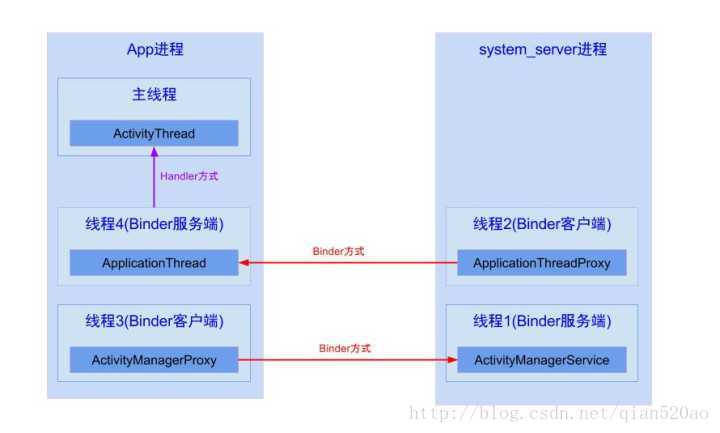 App进程
system_server进程
主线程
ActivityThread
Handler方式
线程4(Binder服务端)
线程2(Binder客户端)
ApplicationThread
Binder方式
ApplicationThreadProxy
线程3(Binder客户端)
线程1(Binder服务端)
ActivityManagerProxy
Binder方式
ActivityManagerService
http://blog.csdn.net/qian520ao